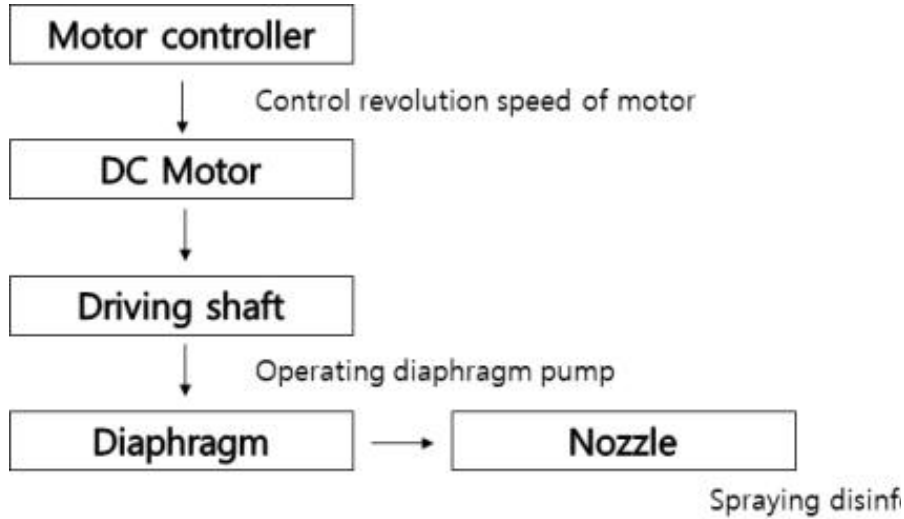 Motor controller
Control revolution speed of motor
DC Motor
Driving shaft
Operating diaphragm pump
Diaphragm
Nozzle
Spraying